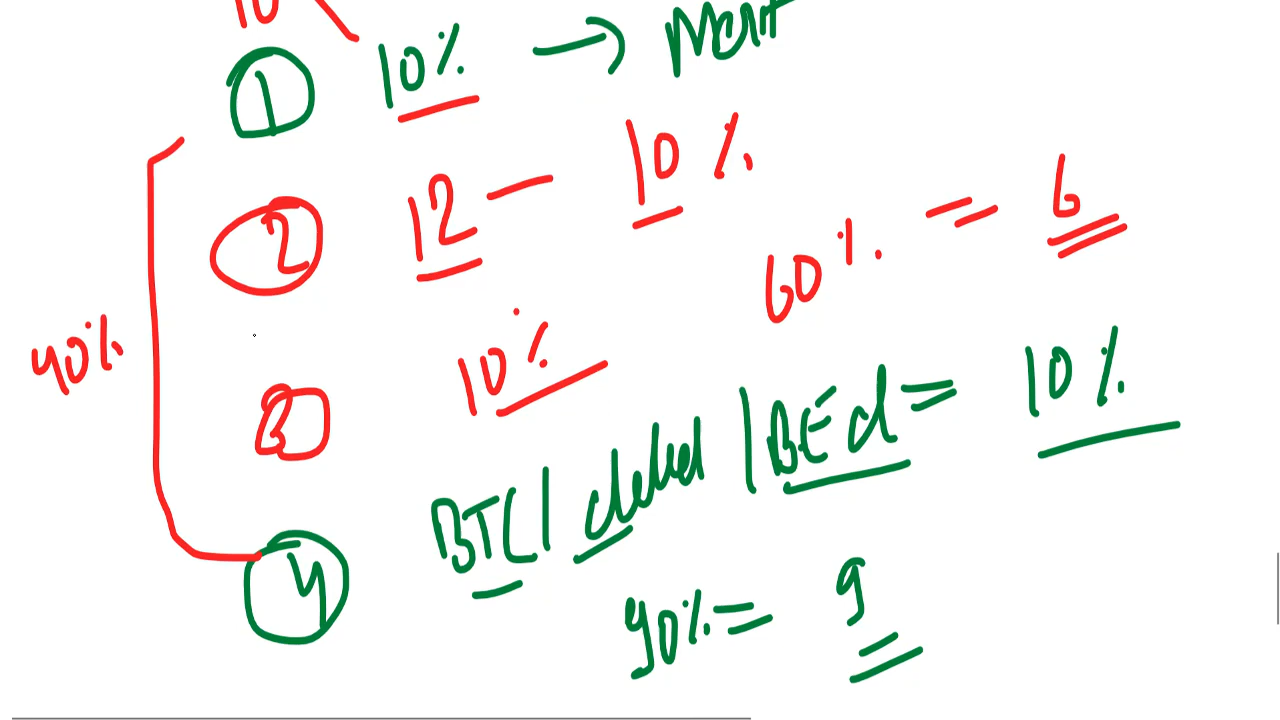 10
1 10% → Merit
2 12 — 10%
60% = 6
40%
3 10%
4 BTC | deled | BEd = 10%
90% = 9